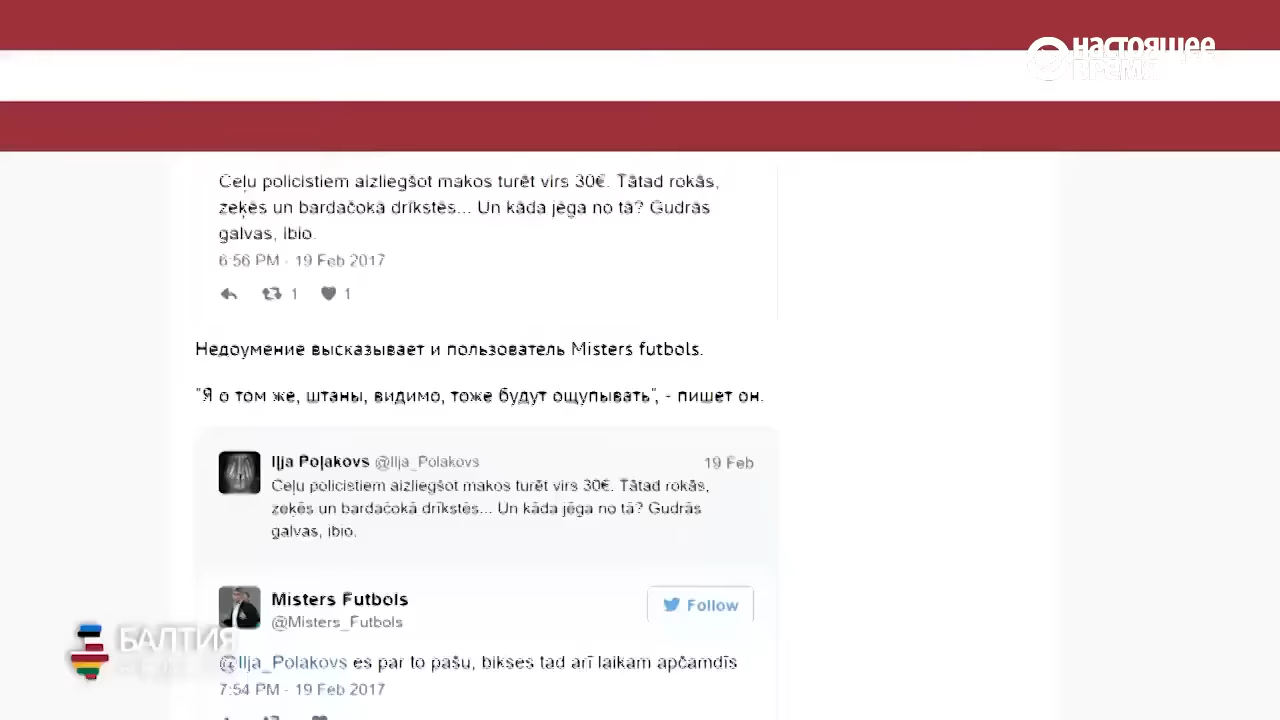 настоящее
время
Ceļu policistiem aizliegšot makos turēt virs 30€. Tātad rokās,
zeķēs un bardačokā drīkstēs... Un kāda jēga no tā? Gudrās
galvas, ibio.
6:56 PM - 19 Feb 2017
1 1
Недоумение высказывает и пользователь Misters futbols.
"Я о том же, штаны, видимо, тоже будут ощупывать", - пишет он.
Iļja Poļakovs @Ilja_Polakovs 19 Feb
Ceļu policistiem aizliegšot makos turēt virs 30€. Tātad rokās,
zeķēs un bardačokā drīkstēs... Un kāda jēga no tā? Gudrās
galvas, ibio.
Misters Futbols Follow
@Misters_Futbols
БАЛТИЯ
@Ilja_Polakovs es par to pašu, bikses tad arī laikam apčamdīs
7:54 PM - 19 Feb 2017